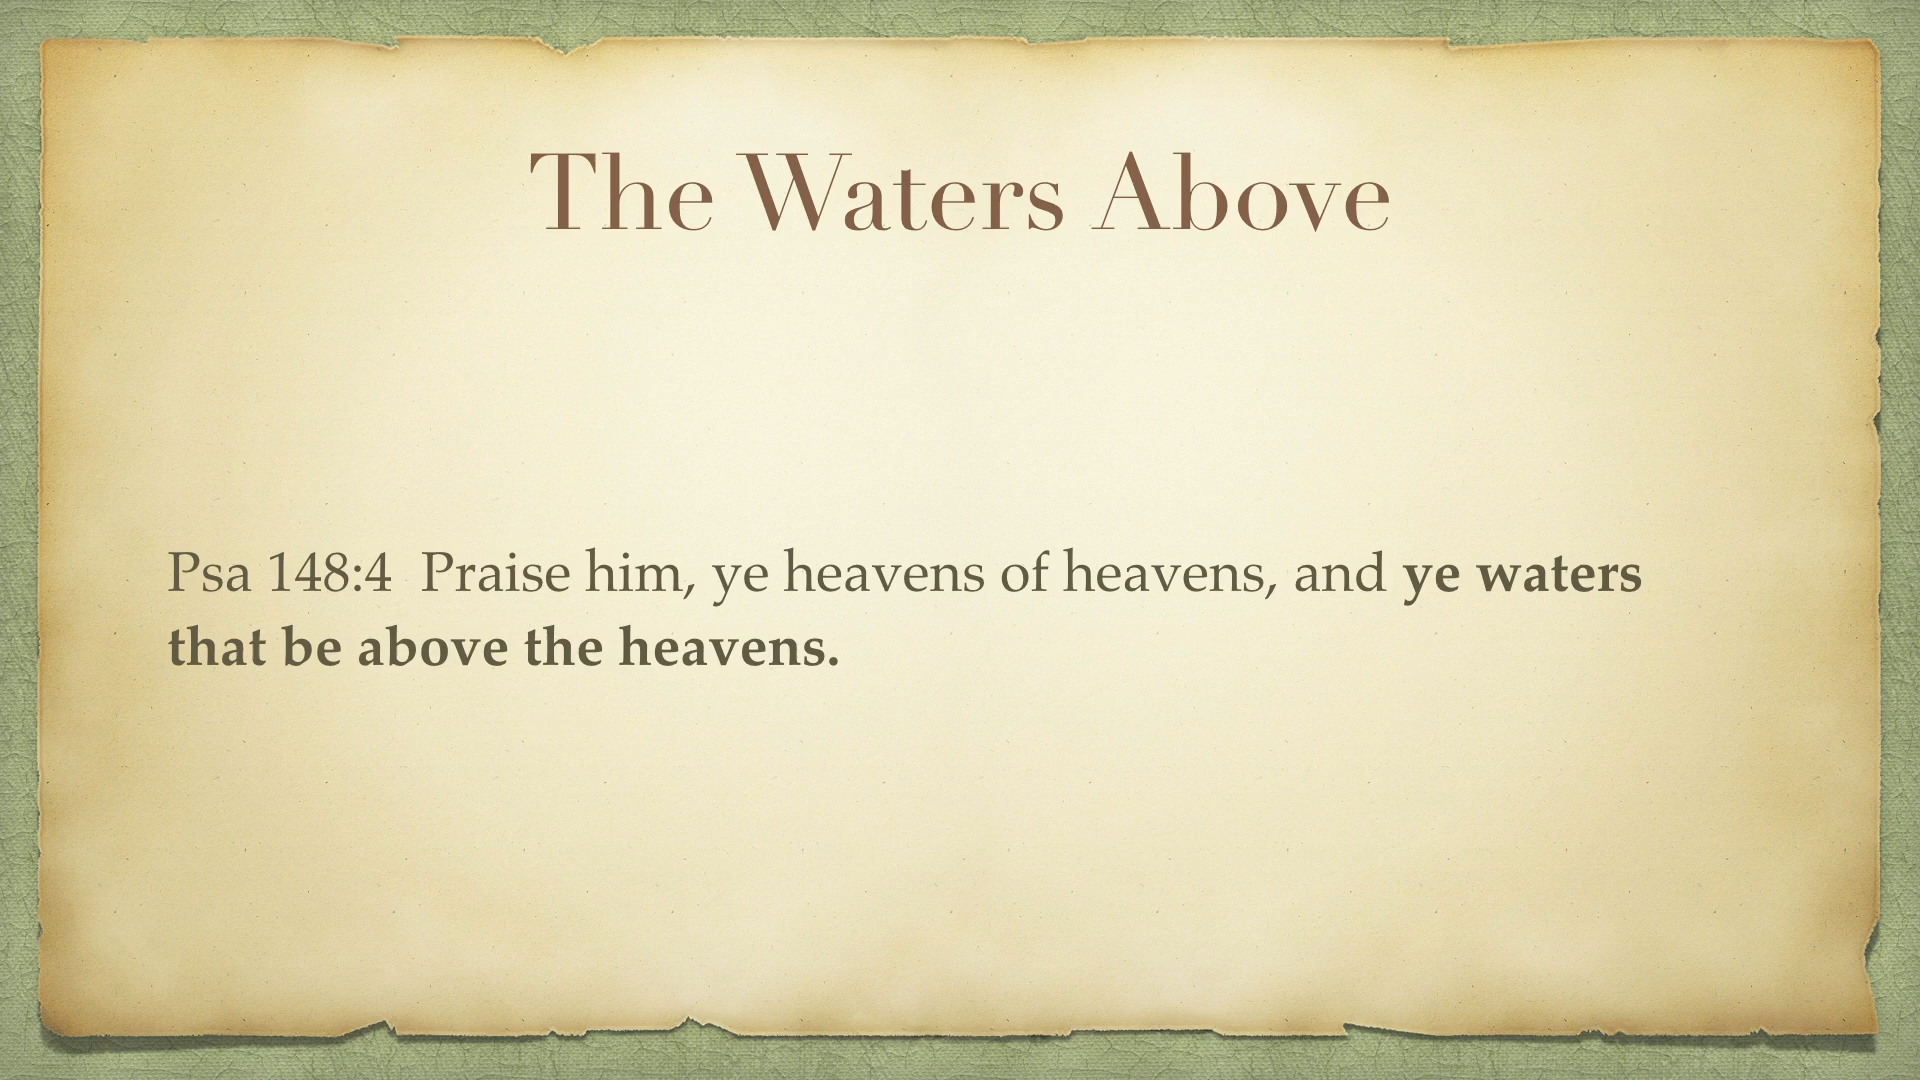 The Waters Above
Psa 148:4  Praise him, ye heavens of heavens, and ye waters
that be above the heavens.